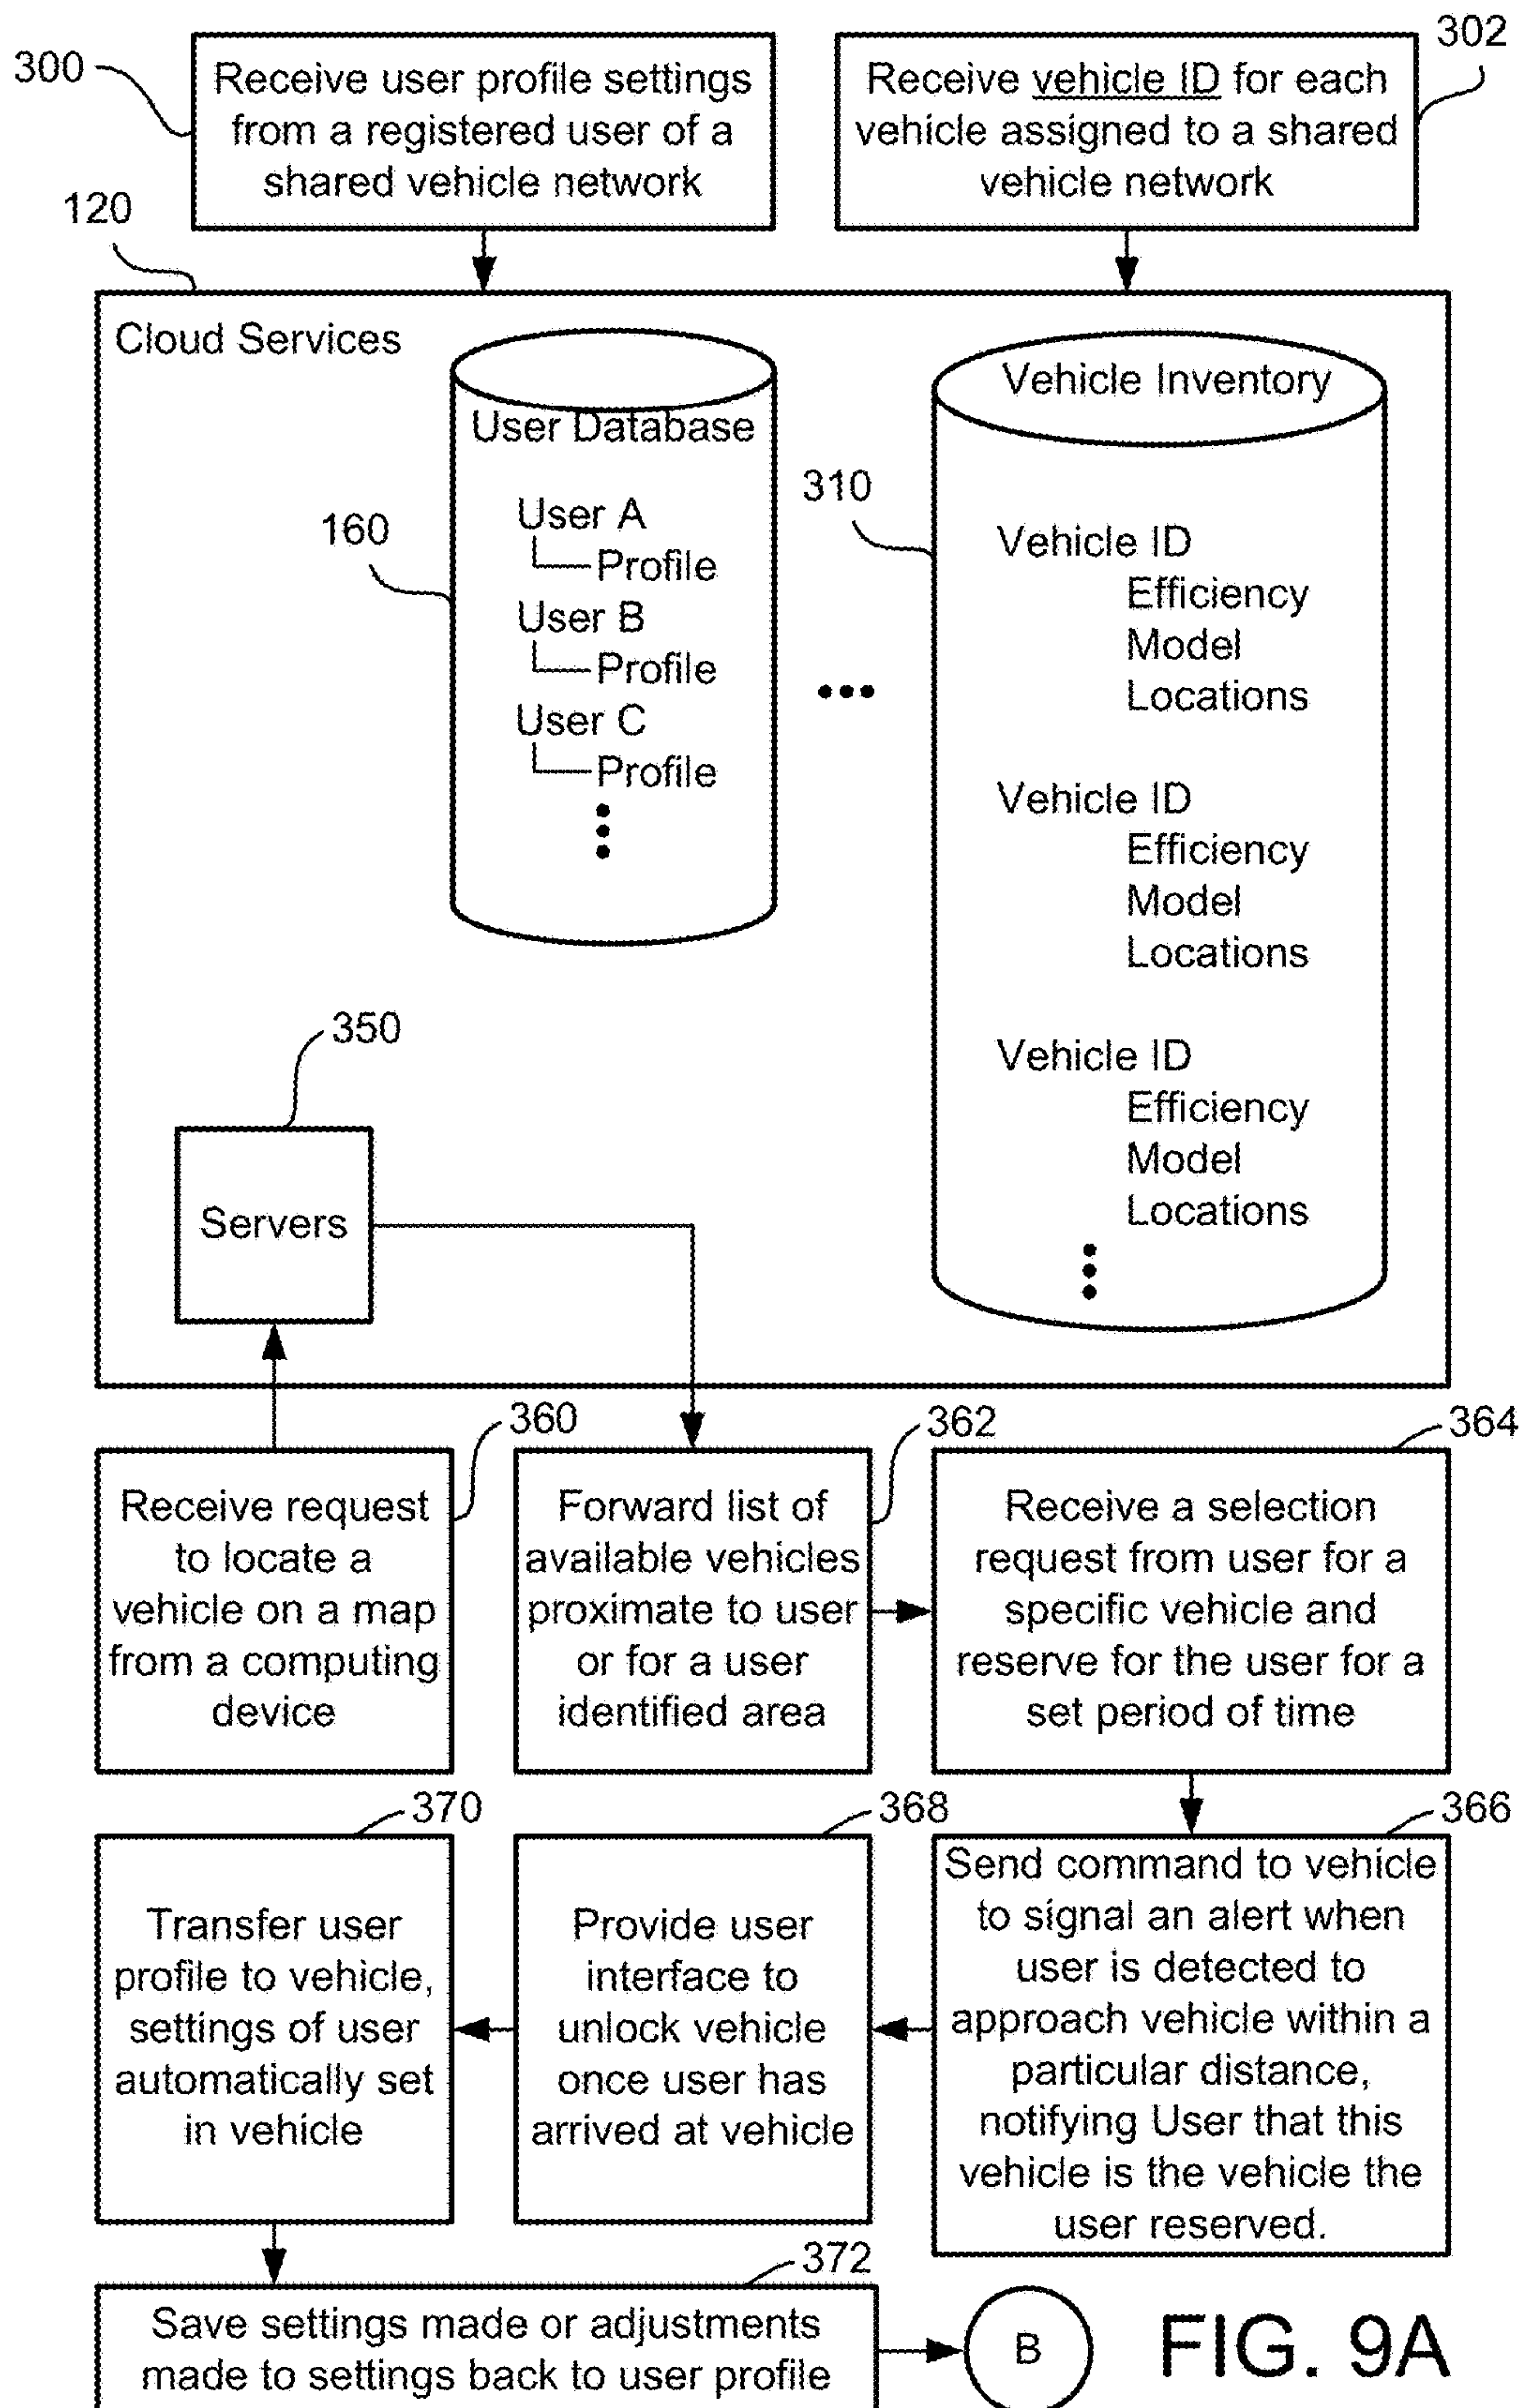 300
Receive user profile settings
from a registered user of a
shared vehicle network
302
Receive vehicle ID for each
vehicle assigned to a shared
vehicle network
120
Cloud Services
User Database
160
User A
Profile
User B
Profile
User C
Profile
Vehicle Inventory
310
Vehicle ID
Efficiency
Model
Locations
Vehicle ID
Efficiency
Model
Locations
Vehicle ID
Efficiency
Model
Locations
350
Servers
360
Receive request
to locate a
vehicle on a map
from a computing
device
362
Forward list of
available vehicles
proximate to user
or for a user
identified area
364
Receive a selection
request from user for a
specific vehicle and
reserve for the user for a
set period of time
366
Send command to vehicle
to signal an alert when
user is detected to
approach vehicle within a
particular distance,
notifying User that this
vehicle is the vehicle the
user reserved.
368
Provide user
interface to
unlock vehicle
once user has
arrived at vehicle
370
Transfer user
profile to vehicle,
settings of user
automatically set
in vehicle
372
Save settings made or adjustments
made to settings back to user profile
B
FIG. 9A